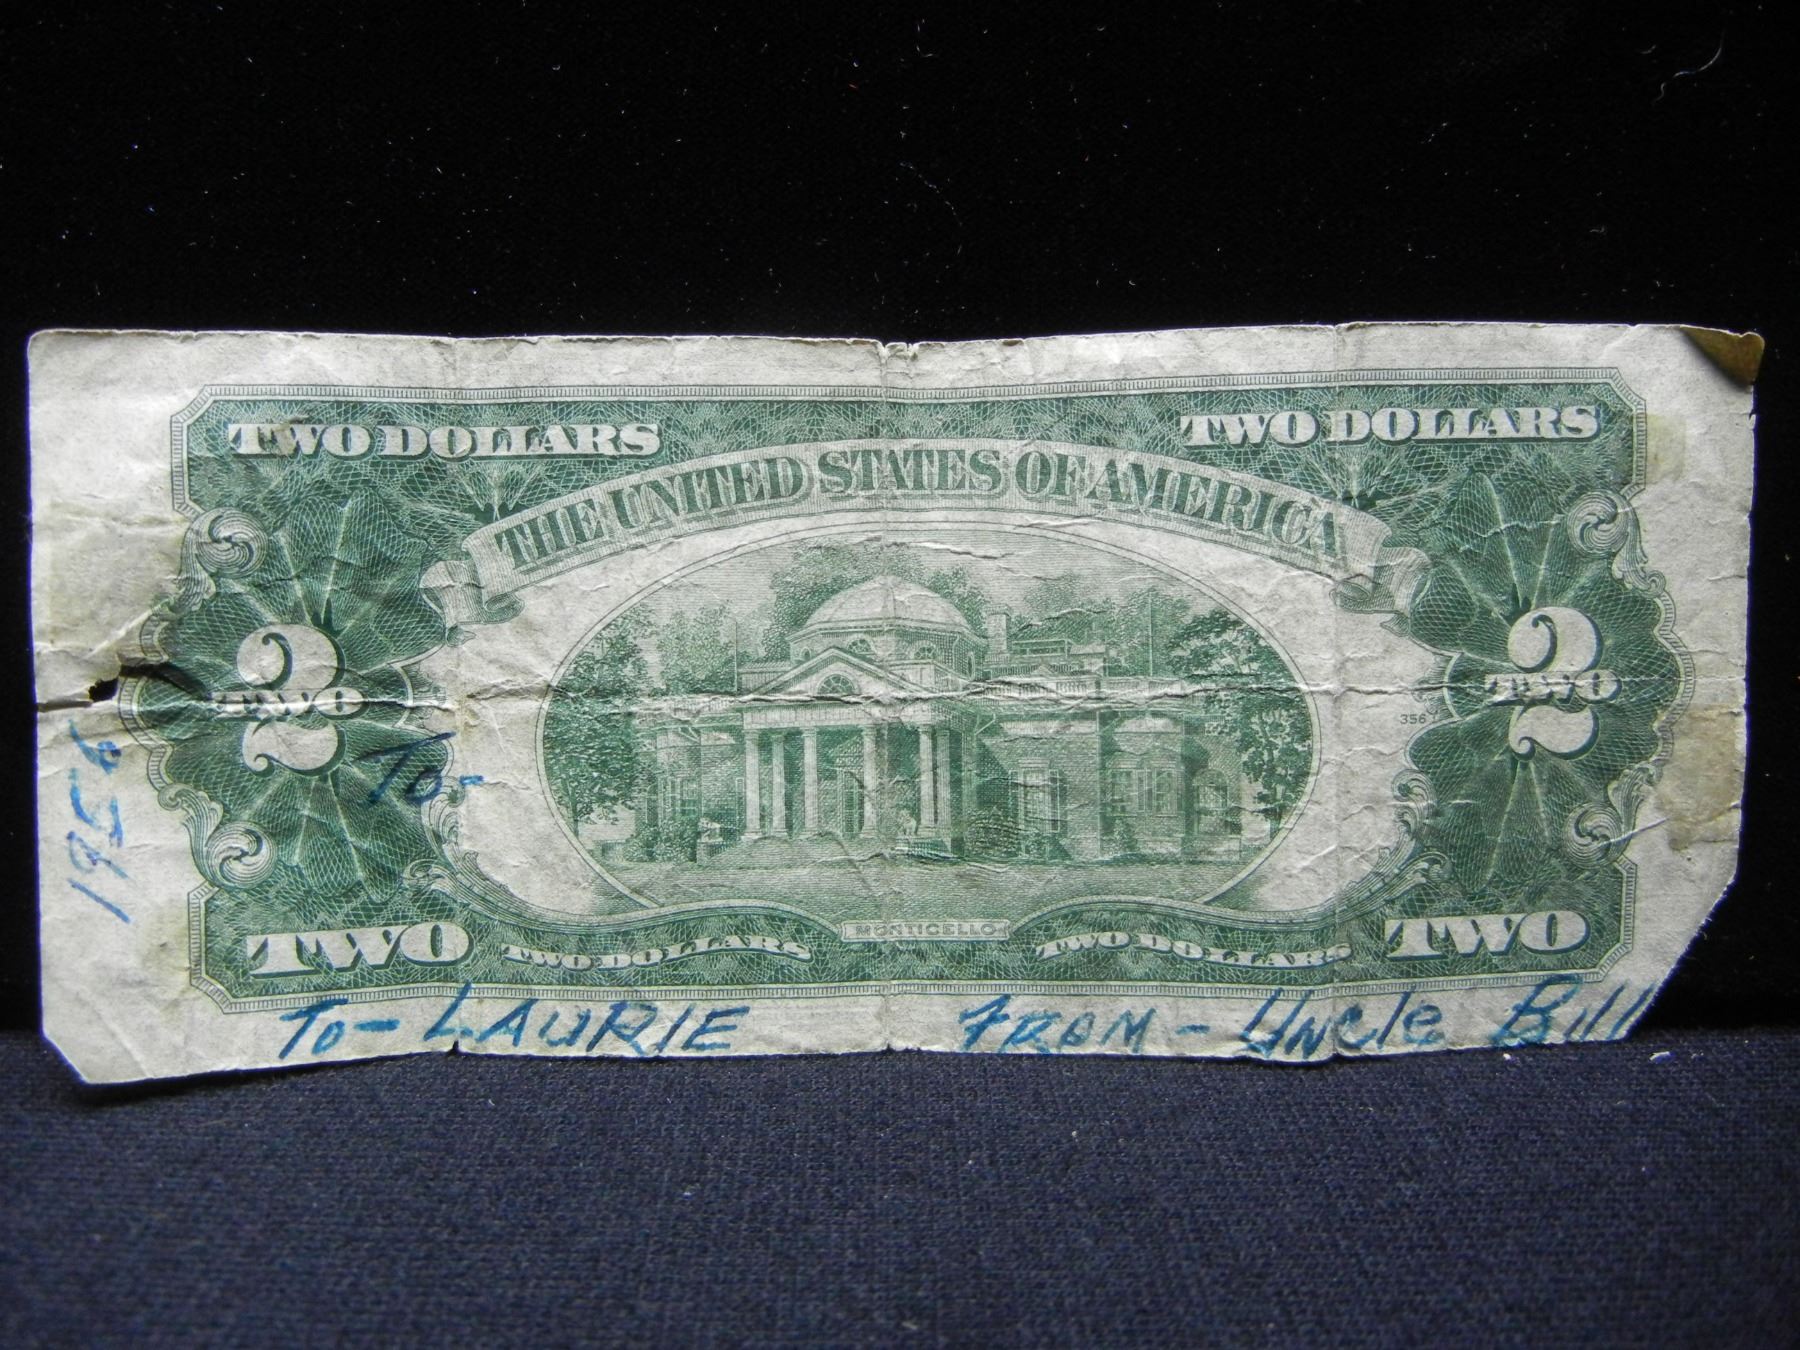 TWO DOLLARS TWO DOLLARS
THE UNITED STATES OF AMERICA
2 TWO
2 TWO
356
To-
1956
MONTICELLO
TWO TWO DOLLARS TWO DOLLARS TWO
To- LAURIE FROM- Uncle Bill